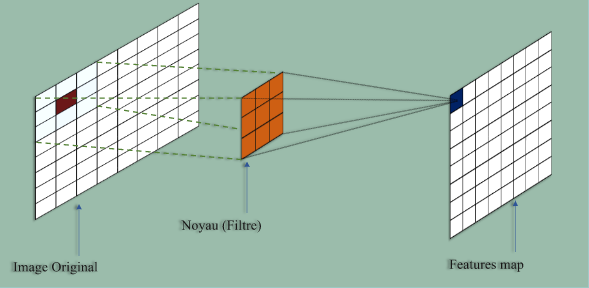 Noyau (Filtre)
Image Original
Features map